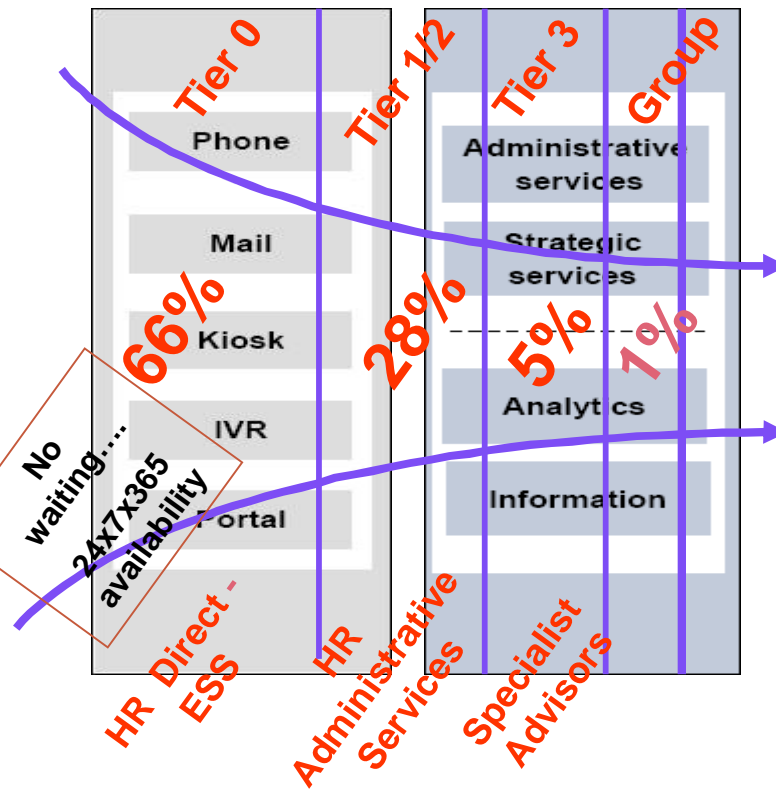 Tier 0
Tier 1/2
Tier 3
Group
Phone
Mail
Kiosk
IVR
Portal
Administrative
services
Strategic
services
Analytics
Information
66%
28%
5%
1%
No
waiting....
24x7x365
availability
HR Direct -
ESS
HR
Administrative
Services
Specialist
Advisors